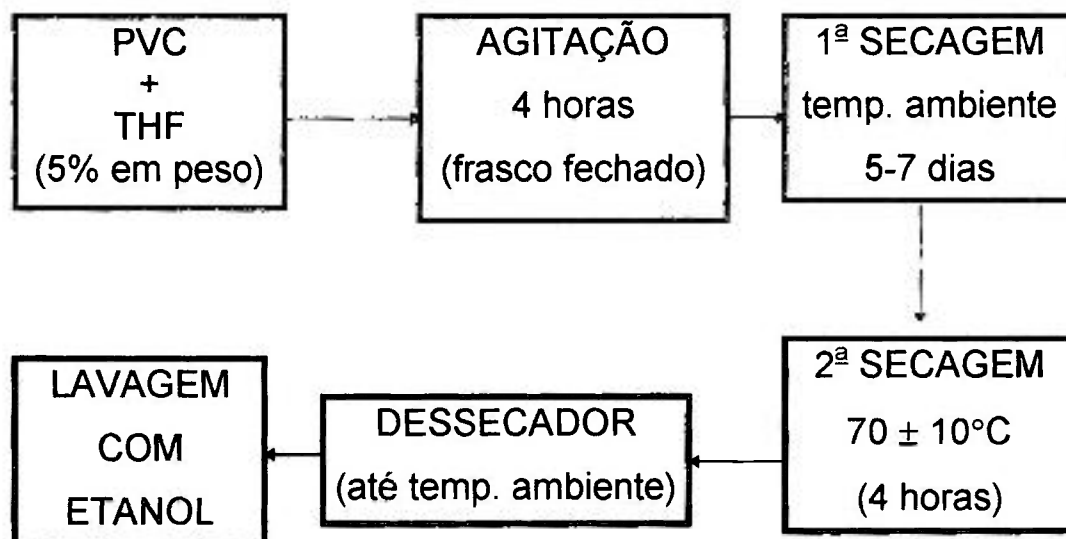 PVC
+
THF
(5% em peso)
AGITAÇÃO
4 horas
(frasco fechado)
1ª SECAGEM
temp. ambiente
5-7 dias
2ª SECAGEM
70 ± 10°C
(4 horas)
DESSECADOR
(até temp. ambiente)
LAVAGEM
COM
ETANOL